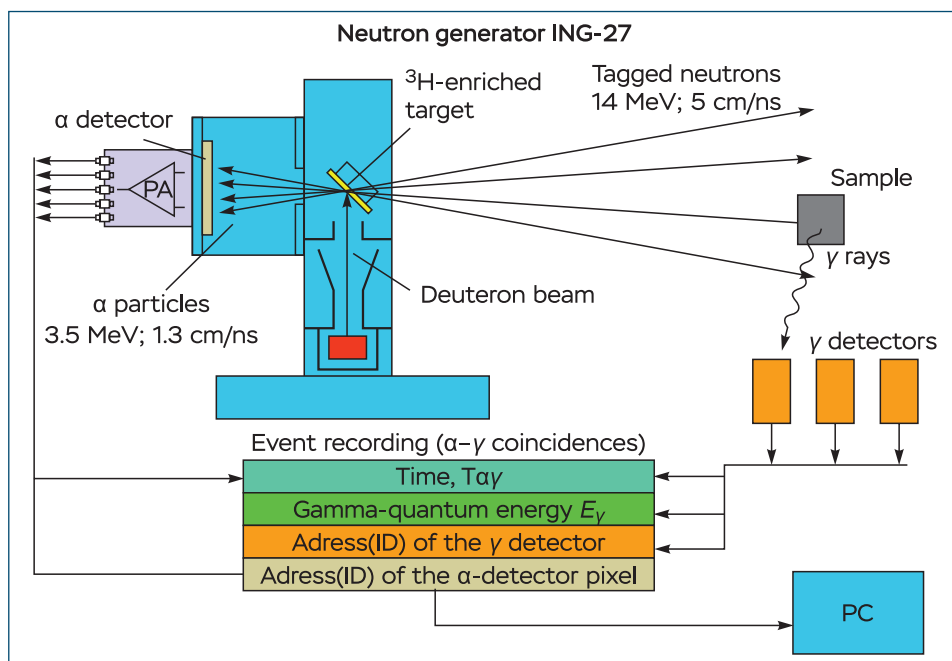 Neutron generator ING-27
³H-enriched
target
Tagged neutrons
14 MeV; 5 cm/ns
α detector
PA
Sample
γ rays
Deuteron beam
α particles
3.5 MeV; 1.3 cm/ns
γ detectors
Event recording (α–γ coincidences)
Time, Tαγ
Gamma-quantum energy Eγ
Adress(ID) of the γ detector
Adress(ID) of the α-detector pixel
PC